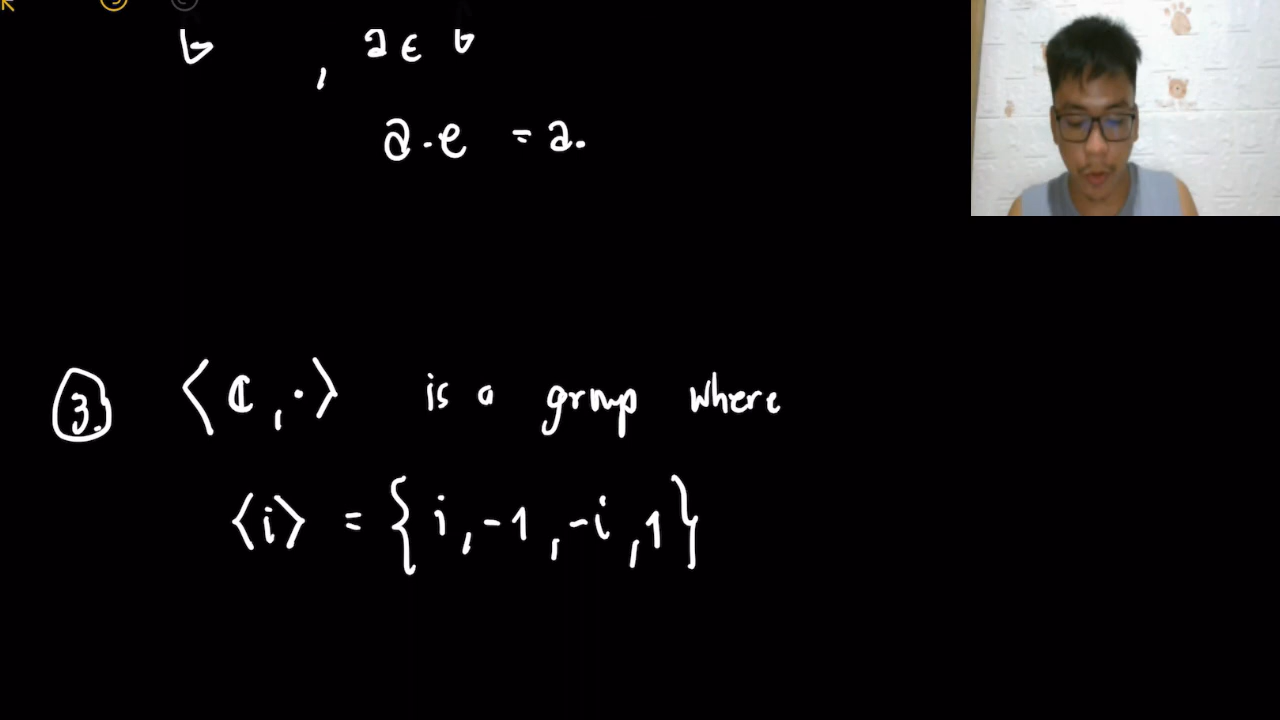 G , a ∈ G
a · e = a.
3. ⟨ℂ, ·⟩ is a group where
⟨i⟩ = {i, -1, -i, 1}